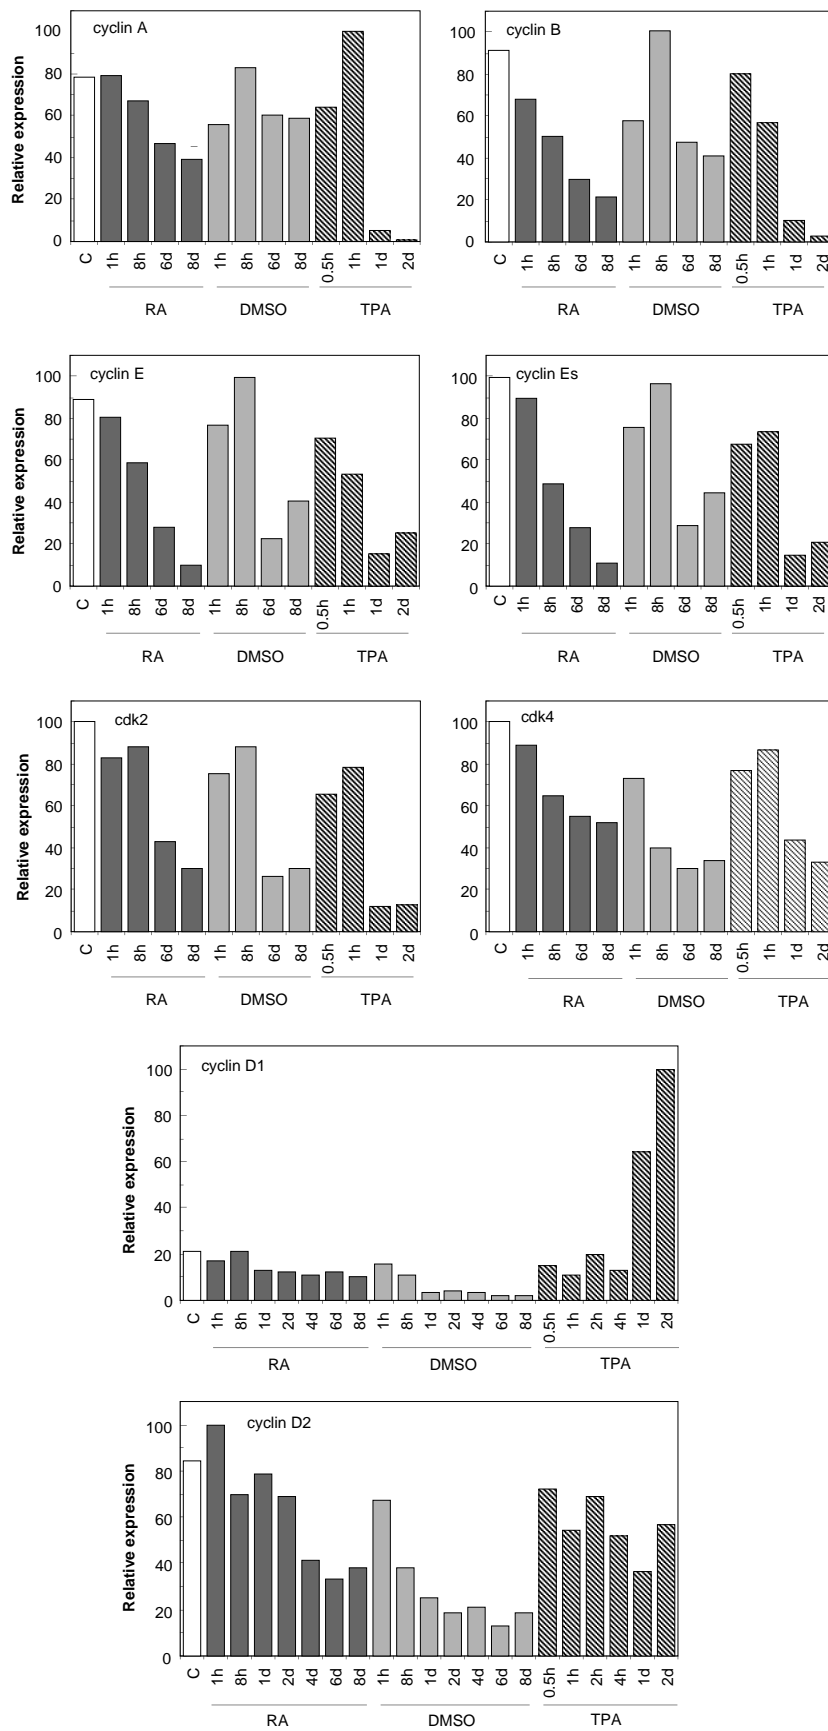 cyclin A
Relative expression
100
80
60
40
20
0
C 1h 8h 6d 8d 1h 8h 6d 8d 0.5h 1h 1d 2d
RA DMSO TPA
cyclin B
100
80
60
40
20
0
C 1h 8h 6d 8d 1h 8h 6d 8d 0.5h 1h 1d 2d
RA DMSO TPA
cyclin E
Relative expression
100
80
60
40
20
0
C 1h 8h 6d 8d 1h 8h 6d 8d 0.5h 1h 1d 2d
RA DMSO TPA
cyclin Es
100
80
60
40
20
0
C 1h 8h 6d 8d 1h 8h 6d 8d 0.5h 1h 1d 2d
RA DMSO TPA
cdk2
Relative expression
100
80
60
40
20
0
C 1h 8h 6d 8d 1h 8h 6d 8d 0.5h 1h 1d 2d
RA DMSO TPA
cdk4
100
80
60
40
20
0
C 1h 8h 6d 8d 1h 8h 6d 8d 0.5h 1h 1d 2d
RA DMSO TPA
cyclin D1
Relative expression
100
80
60
40
20
0
C 1h 8h 1d 2d 4d 6d 8d 1h 8h 1d 2d 4d 6d 8d 0.5h 1h 2h 4h 1d 2d
RA DMSO TPA
cyclin D2
Relative expression
100
80
60
40
20
0
C 1h 8h 1d 2d 4d 6d 8d 1h 8h 1d 2d 4d 6d 8d 0.5h 1h 2h 4h 1d 2d
RA DMSO TPA